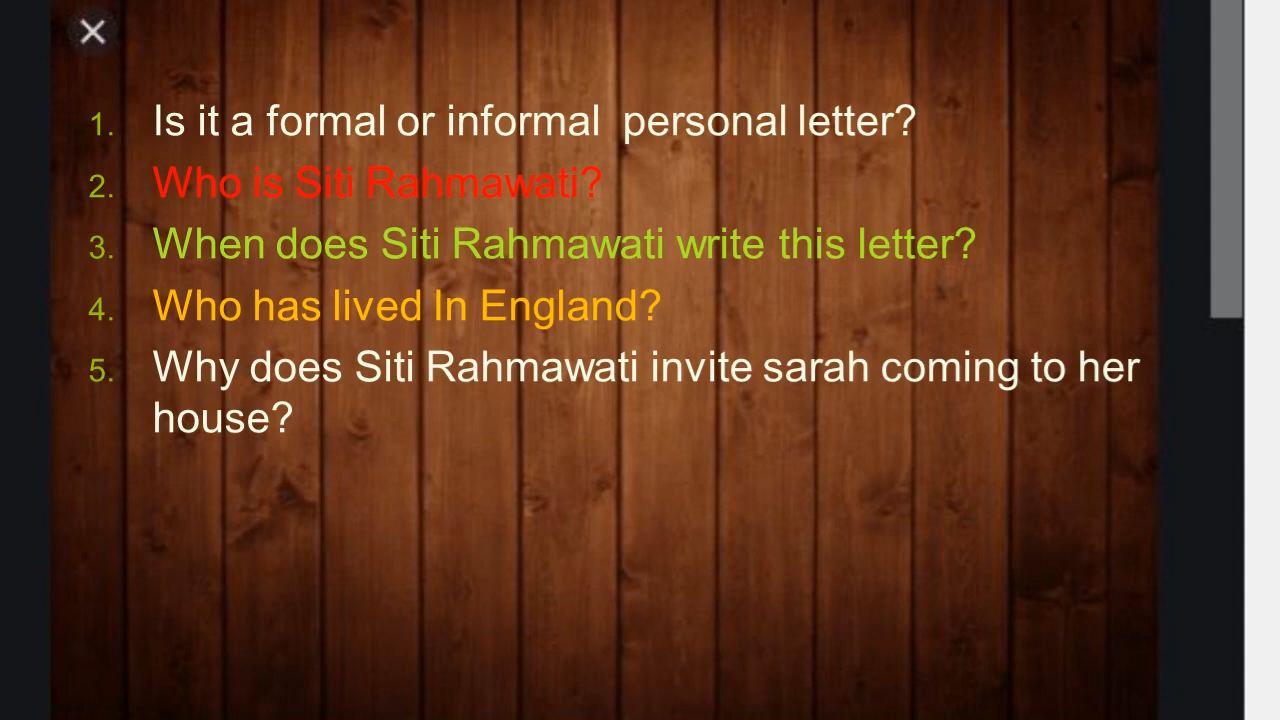 1. Is it a formal or informal  personal letter?
2. Who is Siti Rahmawati?
3. When does Siti Rahmawati write this letter?
4. Who has lived In England?
5. Why does Siti Rahmawati invite sarah coming to her
house?